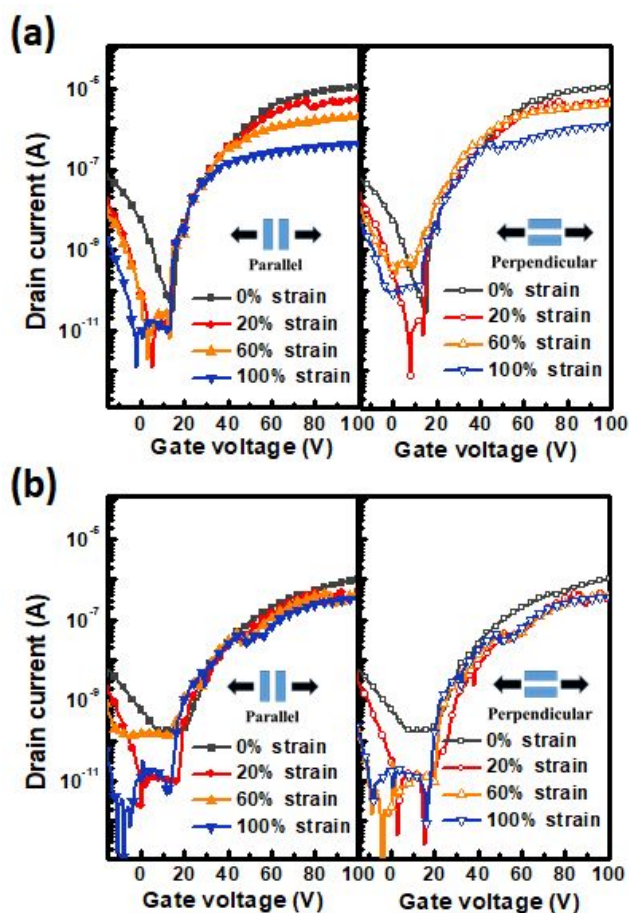 (a)
Drain current (A)
10⁻⁵
10⁻⁷
10⁻⁹
10⁻¹¹
Parallel
0% strain
20% strain
60% strain
100% strain
0 20 40 60 80
Gate voltage (V)
Perpendicular
0% strain
20% strain
60% strain
100% strain
0 20 40 60 80 100
Gate voltage (V)
(b)
Drain current (A)
10⁻⁵
10⁻⁷
10⁻⁹
10⁻¹¹
Parallel
0% strain
20% strain
60% strain
100% strain
0 20 40 60 80
Gate voltage (V)
Perpendicular
0% strain
20% strain
60% strain
100% strain
0 20 40 60 80 100
Gate voltage (V)